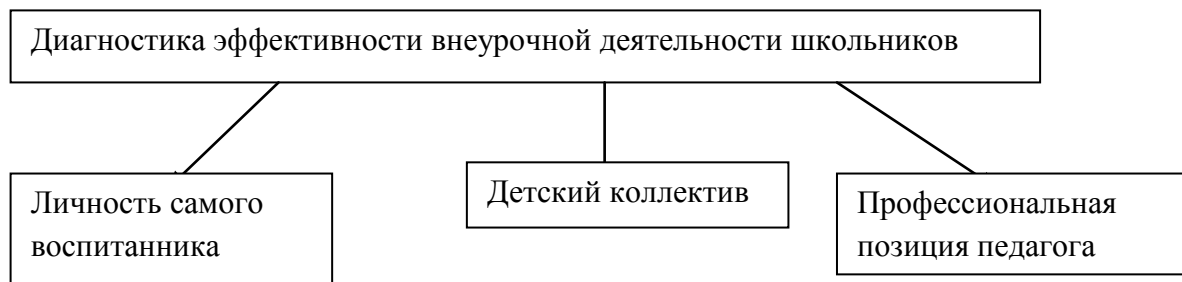 Диагностика эффективности внеурочной деятельности школьников
Личность самого
воспитанника
Детский коллектив
Профессиональная
позиция педагога